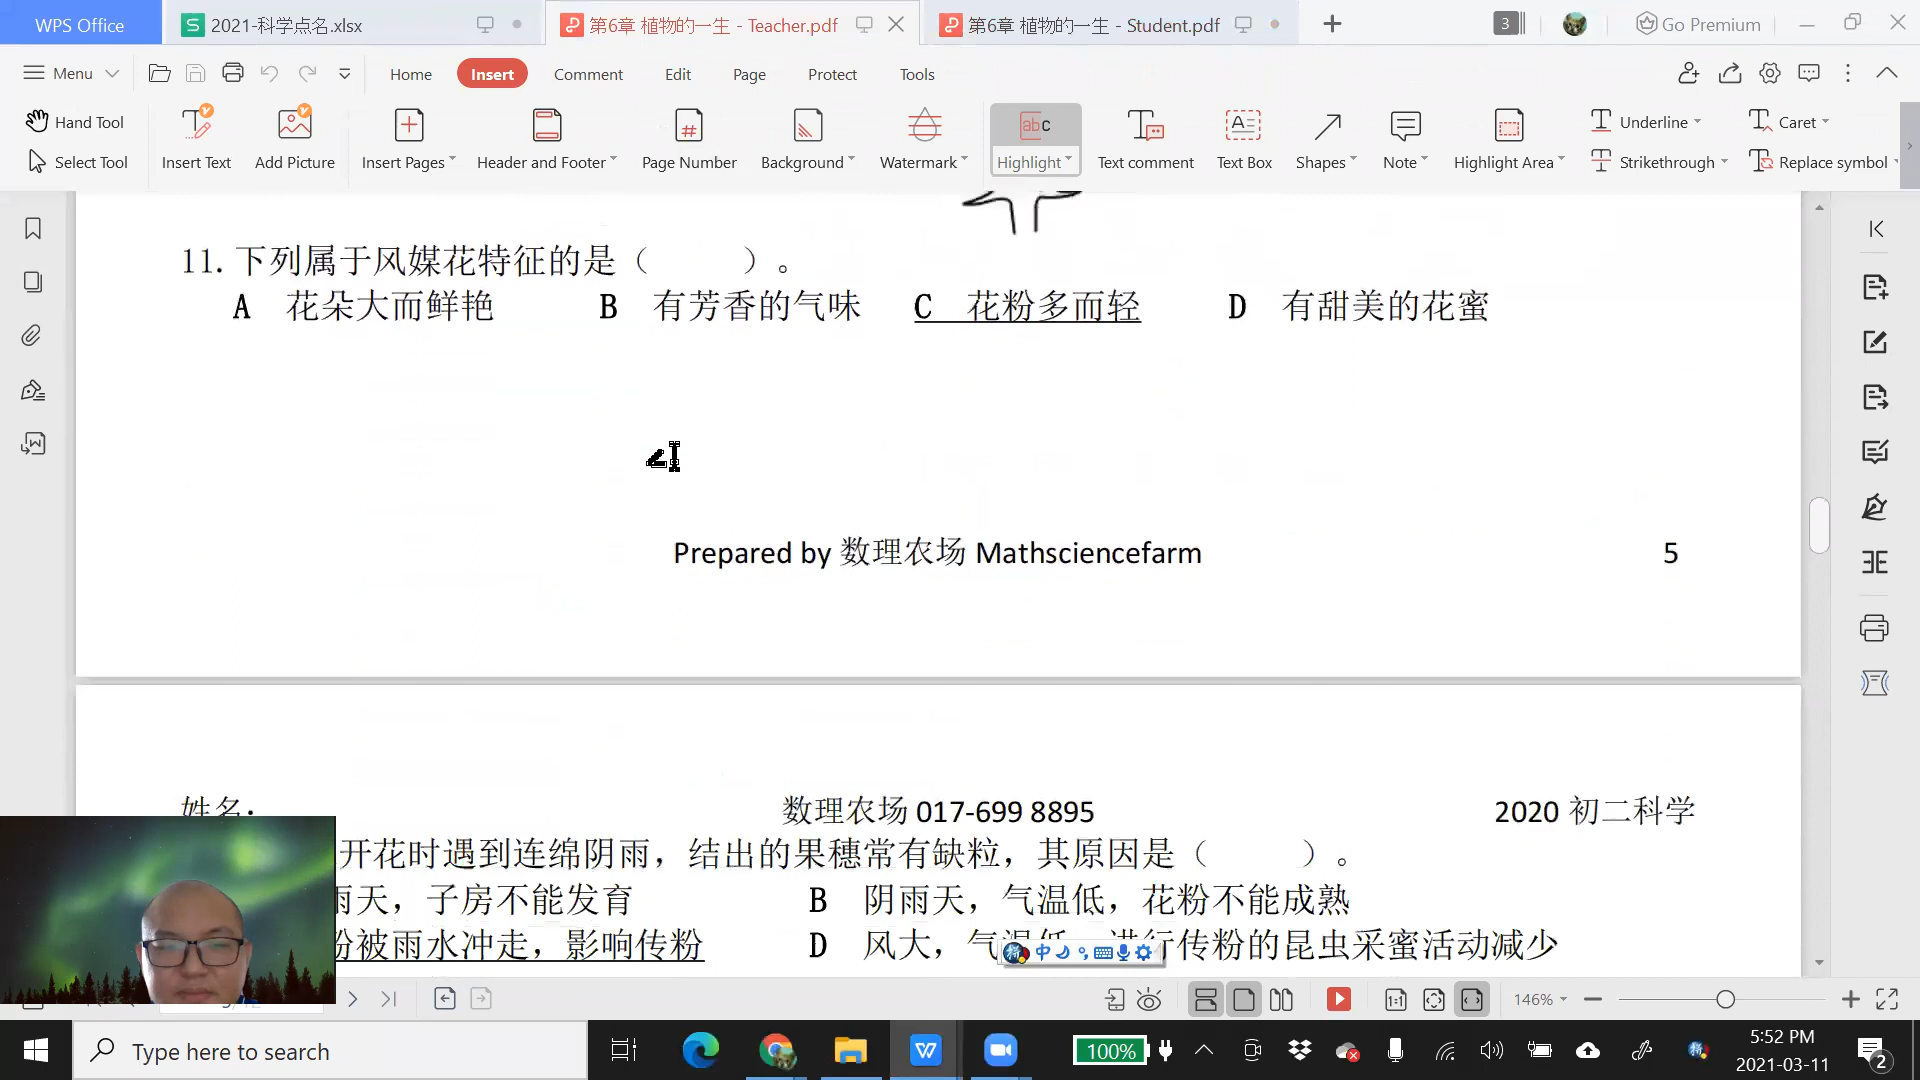 WPS Office
2021-科学点名.xlsx
第6章 植物的一生 - Teacher.pdf
第6章 植物的一生 - Student.pdf
3
Go Premium
Menu
Home
Insert
Comment
Edit
Page
Protect
Tools
Hand Tool
Select Tool
Insert Text
Add Picture
Insert Pages
Header and Footer
Page Number
Background
Watermark
Highlight
Text comment
Text Box
Shapes
Note
Highlight Area
Underline
Strikethrough
Caret
Replace symbol
11. 下列属于风媒花特征的是（ ）。
A 花朵大而鲜艳 B 有芳香的气味 C 花粉多而轻 D 有甜美的花蜜
Prepared by 数理农场 Mathsciencefarm 5
姓名: 数理农场 017-699 8895 2020 初二科学
开花时遇到连绵阴雨，结出的果穗常有缺粒，其原因是（ ）。
雨天，子房不能发育 B 阴雨天，气温低，花粉不能成熟
粉被雨水冲走，影响传粉 D 风大，气温低，进行传粉的昆虫采蜜活动减少
中
146%
Type here to search
100%
5:52 PM
2021-03-11
2